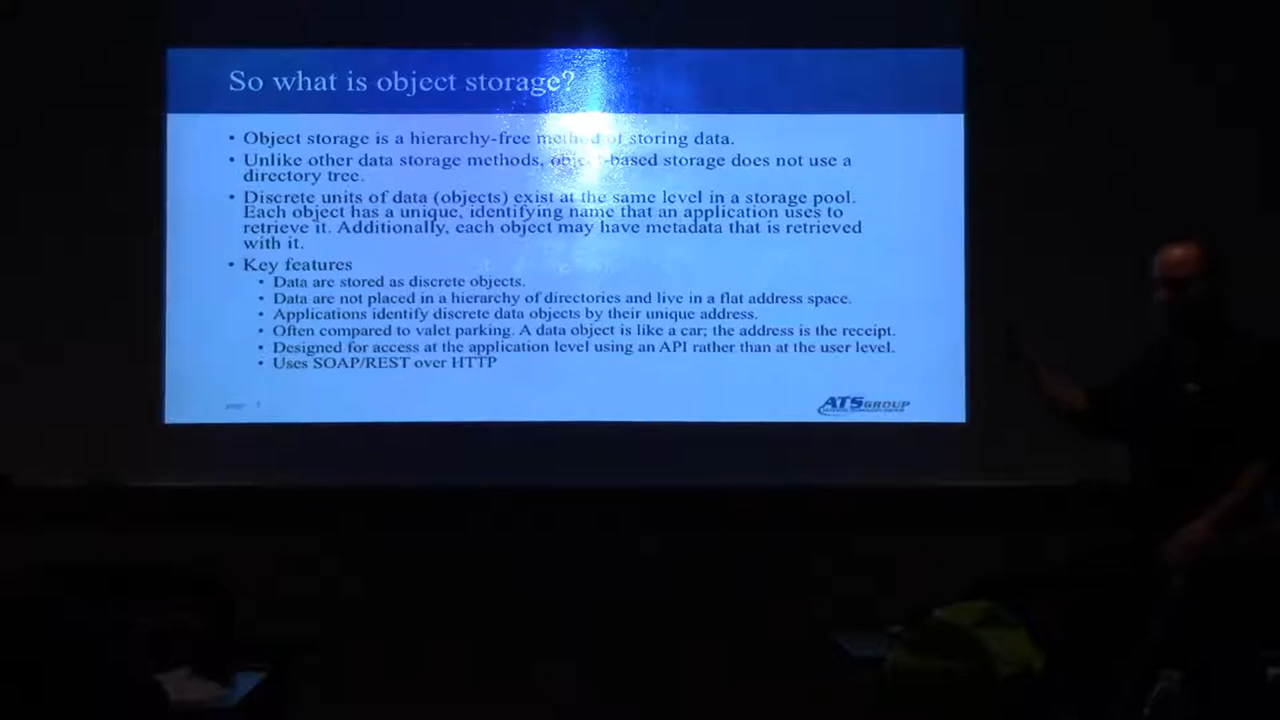 So what is object storage?
• Object storage is a hierarchy-free method of storing data.
• Unlike other data storage methods, object-based storage does not use a
directory tree.
• Discrete units of data (objects) exist at the same level in a storage pool.
Each object has a unique, identifying name that an application uses to
retrieve it. Additionally, each object may have metadata that is retrieved
with it.
• Key features
• Data are stored as discrete objects.
• Data are not placed in a hierarchy of directories and live in a flat address space.
• Applications identify discrete data objects by their unique address.
• Often compared to valet parking. A data object is like a car; the address is the receipt.
• Designed for access at the application level using an API rather than at the user level.
• Uses SOAP/REST over HTTP
ATSGROUP